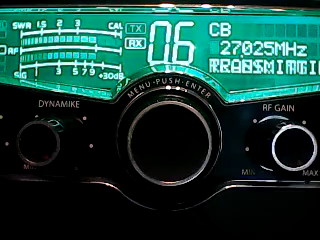 SWR 1.5 2 3 CAL
TX
RX
06
CB
27025MHz
RF
1 3 5 7 9 +30dB
SIG
MENU·PUSH·ENTER
DYNAMIKE
RF GAIN
MIN MAX